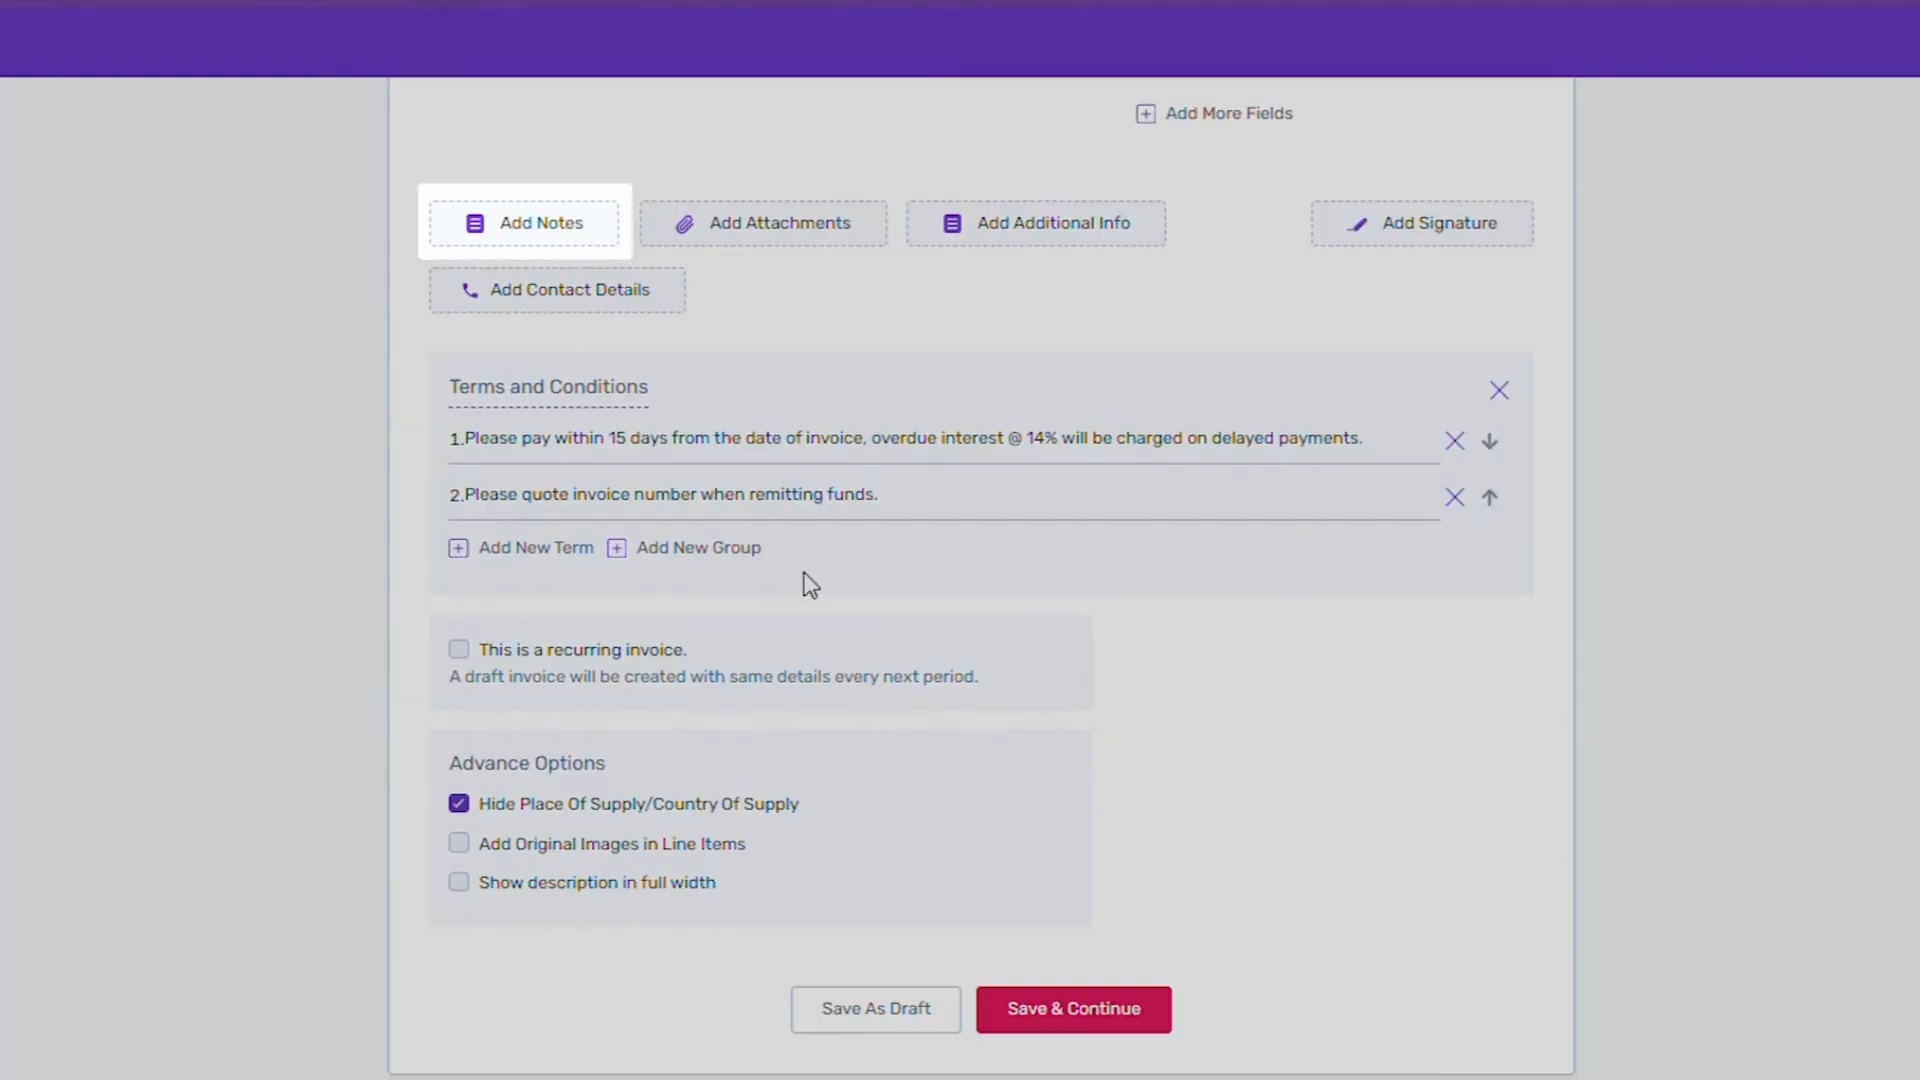 Add More Fields
Add Notes
Add Attachments
Add Additional Info
Add Signature
Add Contact Details
Terms and Conditions
1.Please pay within 15 days from the date of invoice, overdue interest @ 14% will be charged on delayed payments.
2.Please quote invoice number when remitting funds.
Add New Term
Add New Group
This is a recurring invoice.
A draft invoice will be created with same details every next period.
Advance Options
Hide Place Of Supply/Country Of Supply
Add Original Images in Line Items
Show description in full width
Save As Draft
Save & Continue